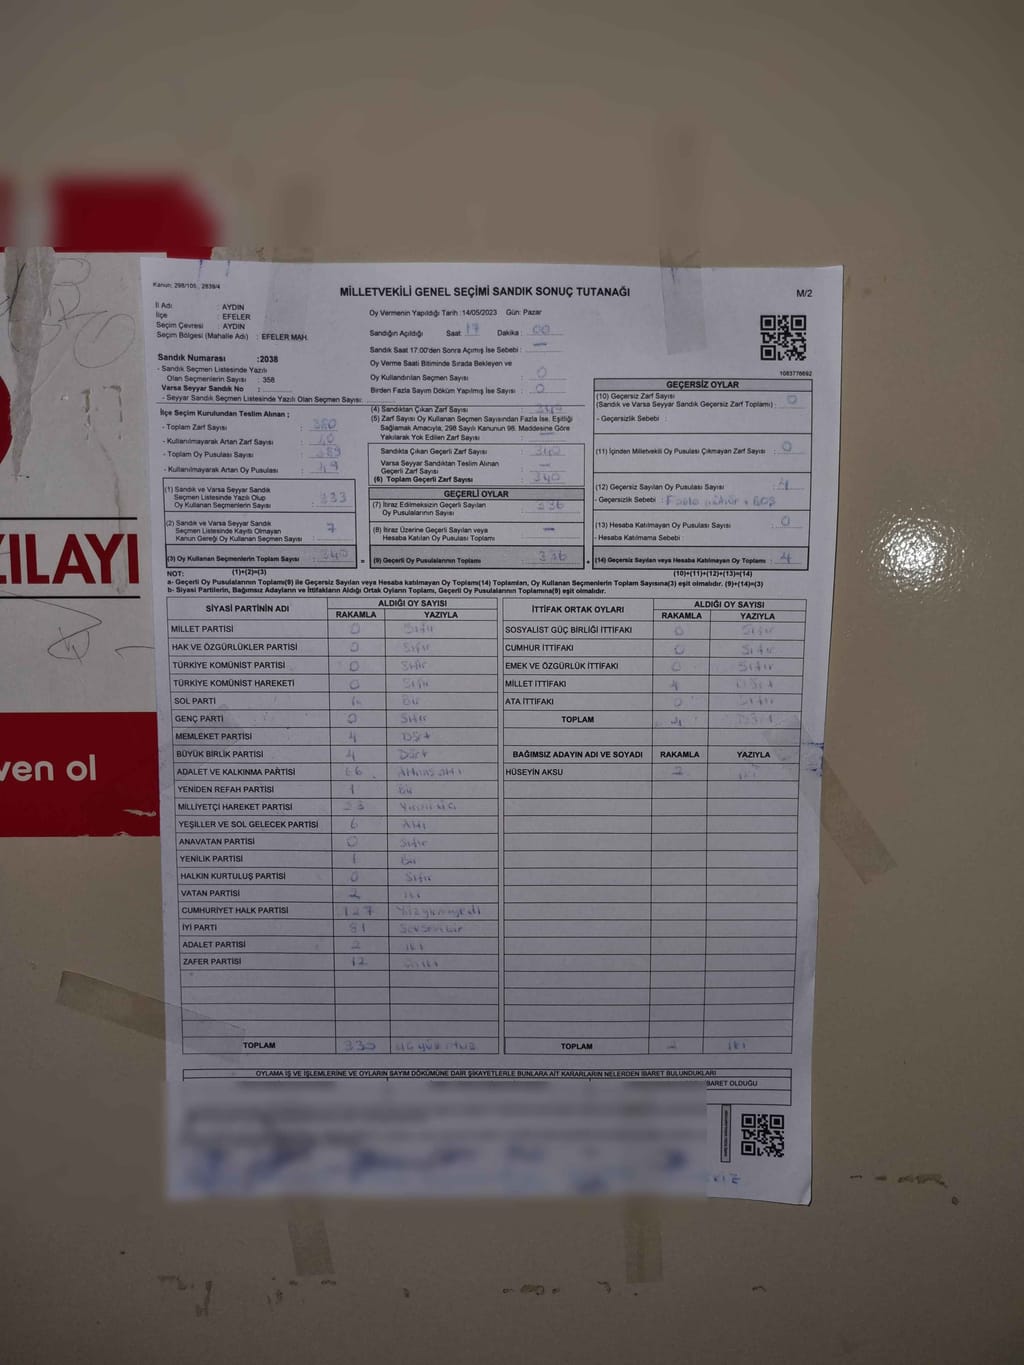 Kanun: 298/105 , 2839/4
MİLLETVEKİLİ GENEL SEÇİMİ SANDIK SONUÇ TUTANAĞI
M/2
İl Adı : AYDIN
İlçe : EFELER
Seçim Çevresi : AYDIN
Seçim Bölgesi (Mahalle Adı) : EFELER MAH.
Oy Vermenin Yapıldığı Tarih :14/05/2023 Gün: Pazar
Sandığın Açıldığı Saat : 17 Dakika : 00
Sandık Saat 17:00'den Sonra Açımış İse Sebebi : —
Oy Verme Saati Bitiminde Sırada Bekleyen ve
Oy Kullandırılan Seçmen Sayısı : 0
Birden Fazla Sayım Döküm Yapılmış İse Sayısı : 0
1083776692
Sandık Numarası :2038
- Sandık Seçmen Listesinde Yazılı
Olan Seçmenlerin Sayısı : 358
Varsa Seyyar Sandık No :
- Seyyar Sandık Seçmen Listesinde Yazılı Olan Seçmen Sayısı:
İlçe Seçim Kurulundan Teslim Alınan ;
- Toplam Zarf Sayısı : 380
- Kullanılmayarak Artan Zarf Sayısı : 40
- Toplam Oy Pusulası Sayısı : 389
- Kullanılmayarak Artan Oy Pusulası : 49
(1) Sandık ve Varsa Seyyar Sandık
Seçmen Listesinde Yazılı Olup
Oy Kullanan Seçmenlerin Sayısı : 333
(2) Sandık ve Varsa Seyyar Sandık
Seçmen Listesinde Kayıtlı Olmayan
Kanun Gereği Oy Kullanan Seçmen Sayısı : 7
(3) Oy Kullanan Seçmenlerin Toplam Sayısı : 340
(4) Sandıktan Çıkan Zarf Sayısı : 340
(5) Zarf Sayısı Oy Kullanan Seçmen Sayısından Fazla İse, Eşitliği
Sağlamak Amacıyla, 298 Sayılı Kanunun 98. Maddesine Göre
Yakılarak Yok Edilen Zarf Sayısı : —
Sandıkta Çıkan Geçerli Zarf Sayısı : 340
Varsa Seyyar Sandıktan Teslim Alınan
Geçerli Zarf Sayısı : —
(6) Toplam Geçerli Zarf Sayısı : 340
GEÇERLİ OYLAR
(7) İtiraz Edilmeksizin Geçerli Sayılan
Oy Pusulalarının Sayısı : 336
(8) İtiraz Üzerine Geçerli Sayılan veya
Hesaba Katılan Oy Pusulaları Toplamı : —
= (9) Geçerli Oy Pusulalarının Toplamı : 336
GEÇERSİZ OYLAR
(10) Geçersiz Zarf Sayısı
(Sandık ve Varsa Seyyar Sandık Geçersiz Zarf Toplamı) : 0
- Geçersizlik Sebebi :
(11) İçinden Milletvekili Oy Pusulası Çıkmayan Zarf Sayısı : 0
(12) Geçersiz Sayılan Oy Pusulası Sayısı : 4
- Geçersizlik Sebebi : Fazla mühür + BOŞ
(13) Hesaba Katılmayan Oy Pusulası Sayısı : 0
- Hesaba Katılmama Sebebi :
+ (14) Geçersiz Sayılan veya Hesaba Katılmayan Oy Toplamı : 4
NOT: (1)+(2)=(3) (10)+(11)+(12)+(13)=(14)
a- Geçerli Oy Pusulalarının Toplamı(9) ile Geçersiz Sayılan veya Hesaba katılmayan Oy Toplam(14) Toplamları, Oy Kullanan Seçmenlerin Toplam Sayısına(3) eşit olmalıdır. (9)+(14)=(3)
b- Siyasi Partilerin, Bağımsız Adayların ve İttifakların Aldığı Ortak Oyların Toplamı, Geçerli Oy Pusulalarının Toplamına(9) eşit olmalıdır.
SİYASİ PARTİNİN ADI ALDIĞI OY SAYISI
RAKAMLA YAZIYLA
MİLLET PARTİSİ 0 Sıfır
HAK VE ÖZGÜRLÜKLER PARTİSİ 0 Sıfır
TÜRKİYE KOMÜNİST PARTİSİ 0 Sıfır
TÜRKİYE KOMÜNİST HAREKETİ 0 Sıfır
SOL PARTİ 1 Bir
GENÇ PARTİ 0 Sıfır
MEMLEKET PARTİSİ 4 Dört
BÜYÜK BİRLİK PARTİSİ 4 Dört
ADALET VE KALKINMA PARTİSİ 66 Altmışaltı
YENİDEN REFAH PARTİSİ 1 Bir
MİLLİYETÇİ HAREKET PARTİSİ 23 Yirmiüç
YEŞİLLER VE SOL GELECEK PARTİSİ 6 Altı
ANAVATAN PARTİSİ 0 Sıfır
YENİLİK PARTİSİ 1 Bir
HALKIN KURTULUŞ PARTİSİ 0 Sıfır
VATAN PARTİSİ 2 iki
CUMHURİYET HALK PARTİSİ 127 Yüzyirmiyedi
İYİ PARTİ 81 Seksenbir
ADALET PARTİSİ 2 iki
ZAFER PARTİSİ 12 oniki
TOPLAM 330 üçyüzotuz
İTTİFAK ORTAK OYLARI ALDIĞI OY SAYISI
RAKAMLA YAZIYLA
SOSYALİST GÜÇ BİRLİĞİ İTTİFAKI 0 Sıfır
CUMHUR İTTİFAKI 0 Sıfır
EMEK VE ÖZGÜRLÜK İTTİFAKI 0 Sıfır
MİLLET İTTİFAKI 4 Dört
ATA İTTİFAKI 0 Sıfır
TOPLAM 4 Dört
BAĞIMSIZ ADAYIN ADI VE SOYADI RAKAMLA YAZIYLA
HÜSEYİN AKSU 2 iki
TOPLAM 2 iki
OYLAMA İŞ VE İŞLEMLERİNE VE OYLARIN SAYIM DÖKÜMÜNE DAİR ŞİKAYETLERLE BUNLARA AİT KARARLARIN NELERDEN İBARET BULUNDUKLARI
BARET OLDUĞU
ZILAYI
ven ol